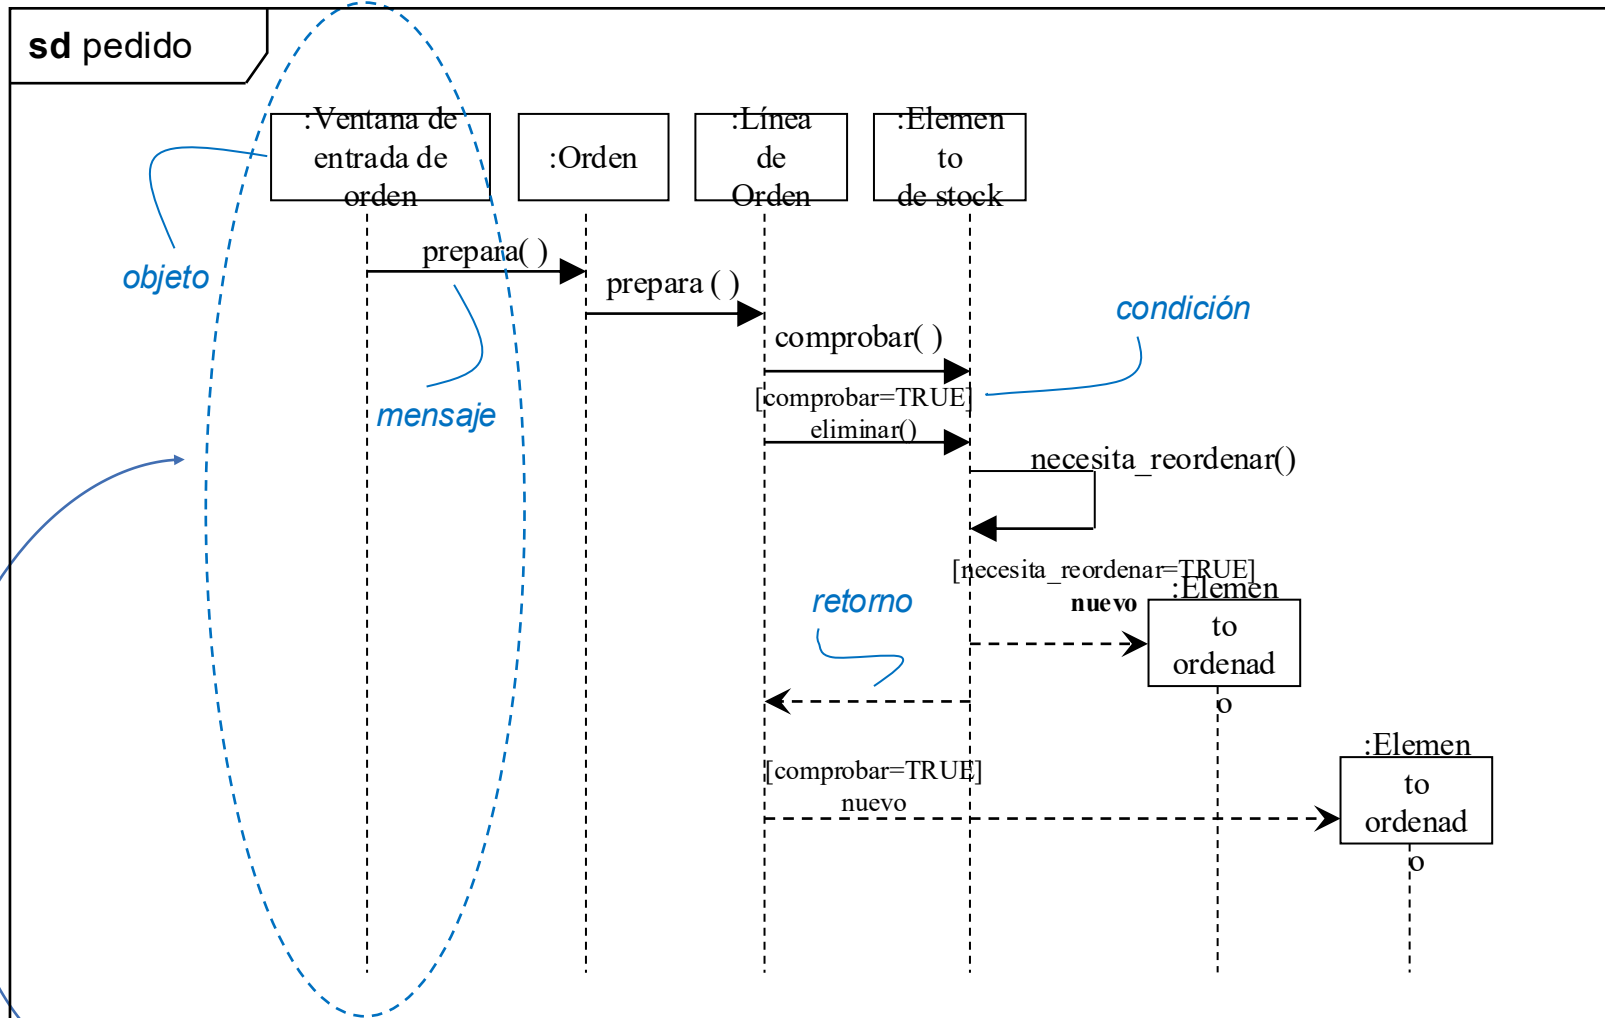 sd pedido
:Ventana de
entrada de
orden
:Orden
:Línea
de
Orden
:Elemen
to
de stock
prepara( )
objeto
prepara ( )
condición
comprobar( )
[comprobar=TRUE]
mensaje
eliminar()
necesita_reordenar()
[necesita_reordenar=TRUE]
nuevo
:Elemen
to
ordenad
o
retorno
:Elemen
to
ordenad
o
[comprobar=TRUE]
nuevo